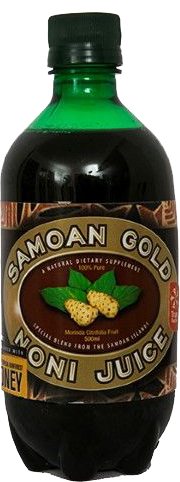 SAMOAN GOLD
A NATURAL DIETARY SUPPLEMENT
100% Pure
Morinda Citrifolia Fruit
500ml
SPECIAL BLEND FROM THE SAMOAN ISLANDS
NONI JUICE
WITH